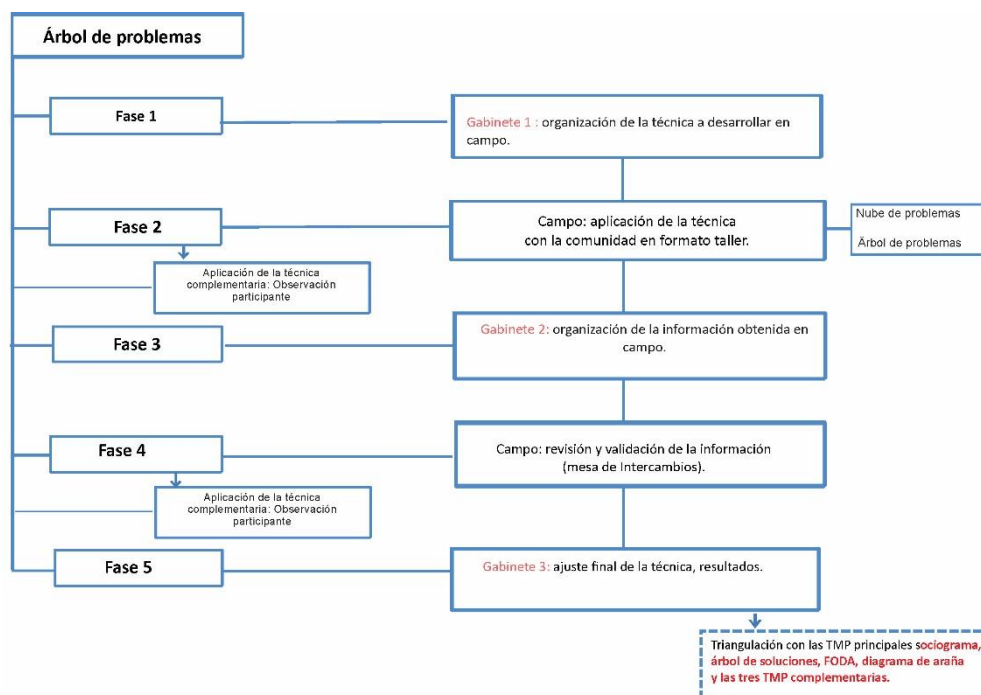 Árbol de problemas
Fase 1
Gabinete 1 : organización de la técnica a desarrollar en
campo.
Fase 2
Campo: aplicación de la técnica
con la comunidad en formato taller.
Nube de problemas
Ärbol de problemas
Aplicación de la técnica
complementaria: Observación
participante
Fase 3
Gabinete 2: organización de la información obtenida en
campo.
Fase 4
Campo: revisión y validación de la información
(mesa de Intercambios).
Aplicación de la técnica
complementaria: Observación
participante
Fase 5
Gabinete 3: ajuste final de la técnica, resultados.
Triangulación con las TMP principales sociograma,
árbol de soluciones, FODA, diagrama de araña
y las tres TMP complementarias.